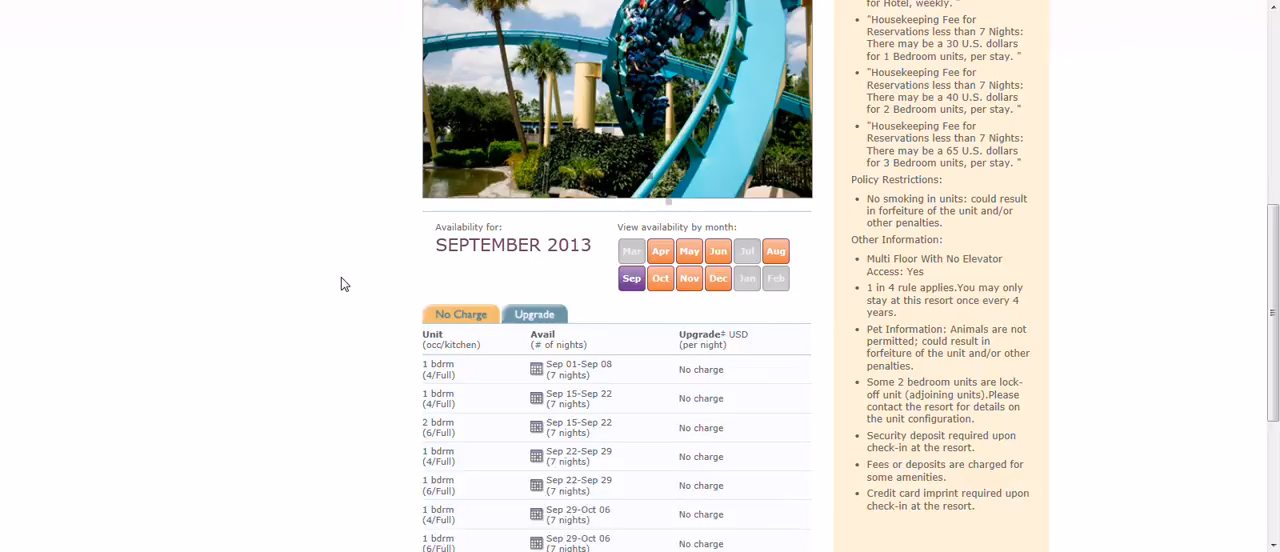 for Hotel, weekly. "
"Housekeeping Fee for
Reservations less than 7 Nights:
There may be a 30 U.S. dollars
for 1 Bedroom units, per stay. "
"Housekeeping Fee for
Reservations less than 7 Nights:
There may be a 40 U.S. dollars
for 2 Bedroom units, per stay. "
"Housekeeping Fee for
Reservations less than 7 Nights:
There may be a 65 U.S. dollars
for 3 Bedroom units, per stay. "
Policy Restrictions:
No smoking in units: could result
in forfeiture of the unit and/or
other penalties.
Other Information:
Multi Floor With No Elevator
Access: Yes
1 in 4 rule applies.You may only
stay at this resort once every 4
years.
Pet Information: Animals are not
permitted; could result in
forfeiture of the unit and/or other
penalties.
Some 2 bedroom units are lock-
off unit (adjoining units).Please
contact the resort for details on
the unit configuration.
Security deposit required upon
check-in at the resort.
Fees or deposits are charged for
some amenities.
Credit card imprint required upon
check-in at the resort.
Availability for:
SEPTEMBER 2013
View availability by month:
Mar Apr May Jun Jul Aug
Sep Oct Nov Dec Jan Feb
No Charge Upgrade
Unit Avail Upgrade± USD
(occ/kitchen) (# of nights) (per night)
1 bdrm Sep 01-Sep 08
(4/Full) (7 nights) No charge
1 bdrm Sep 15-Sep 22
(4/Full) (7 nights) No charge
2 bdrm Sep 15-Sep 22
(6/Full) (7 nights) No charge
1 bdrm Sep 22-Sep 29
(4/Full) (7 nights) No charge
1 bdrm Sep 22-Sep 29
(6/Full) (7 nights) No charge
1 bdrm Sep 29-Oct 06
(4/Full) (7 nights) No charge
1 bdrm Sep 29-Oct 06
(6/Full) (7 nights) No charge